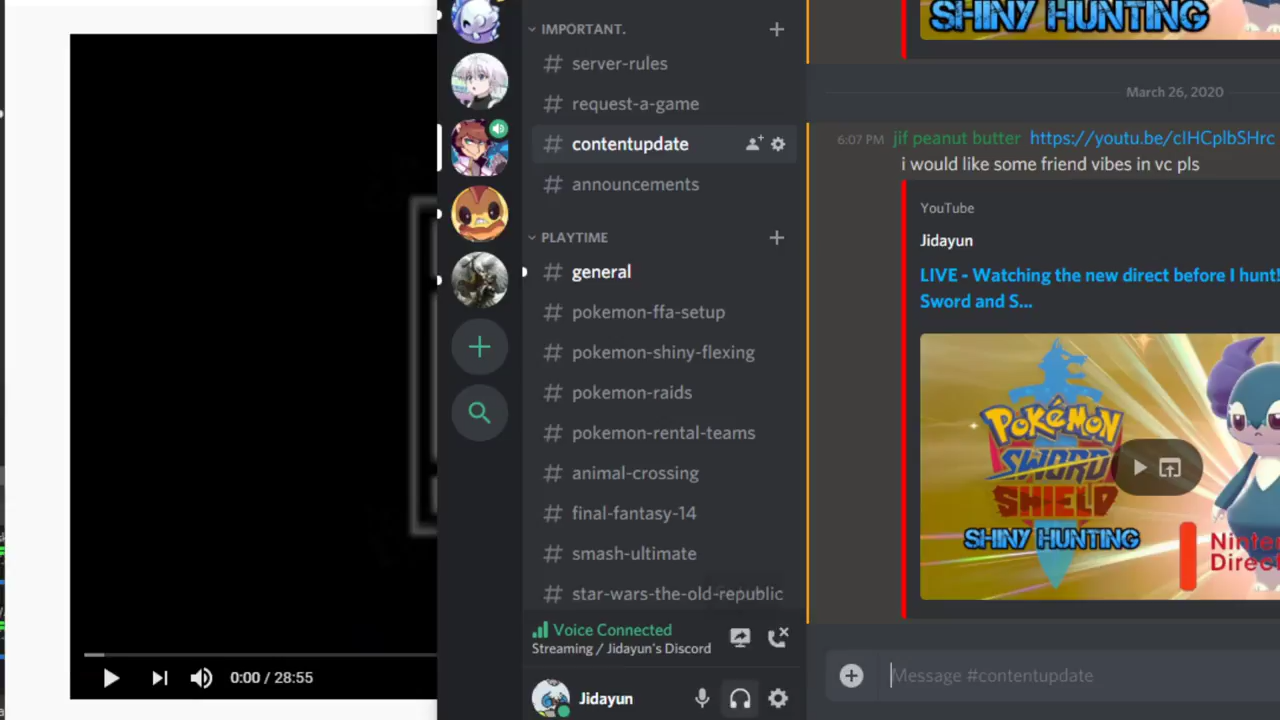 0:00 / 28:55
IMPORTANT.
# server-rules
# request-a-game
# contentupdate
# announcements
PLAYTIME
# general
# pokemon-ffa-setup
# pokemon-shiny-flexing
# pokemon-raids
# pokemon-rental-teams
# animal-crossing
# final-fantasy-14
# smash-ultimate
# star-wars-the-old-republic
Voice Connected
Streaming / Jidayun's Discord
Jidayun
SHINY HUNTING
March 26, 2020
6:07 PM jif peanut butter https://youtu.be/cIHCplbSHrc
i would like some friend vibes in vc pls
YouTube
Jidayun
LIVE - Watching the new direct before I hunt!
Sword and S...
POKéMON
SWORD
SHIELD
SHINY HUNTING
Ninte
Direc
Message #contentupdate